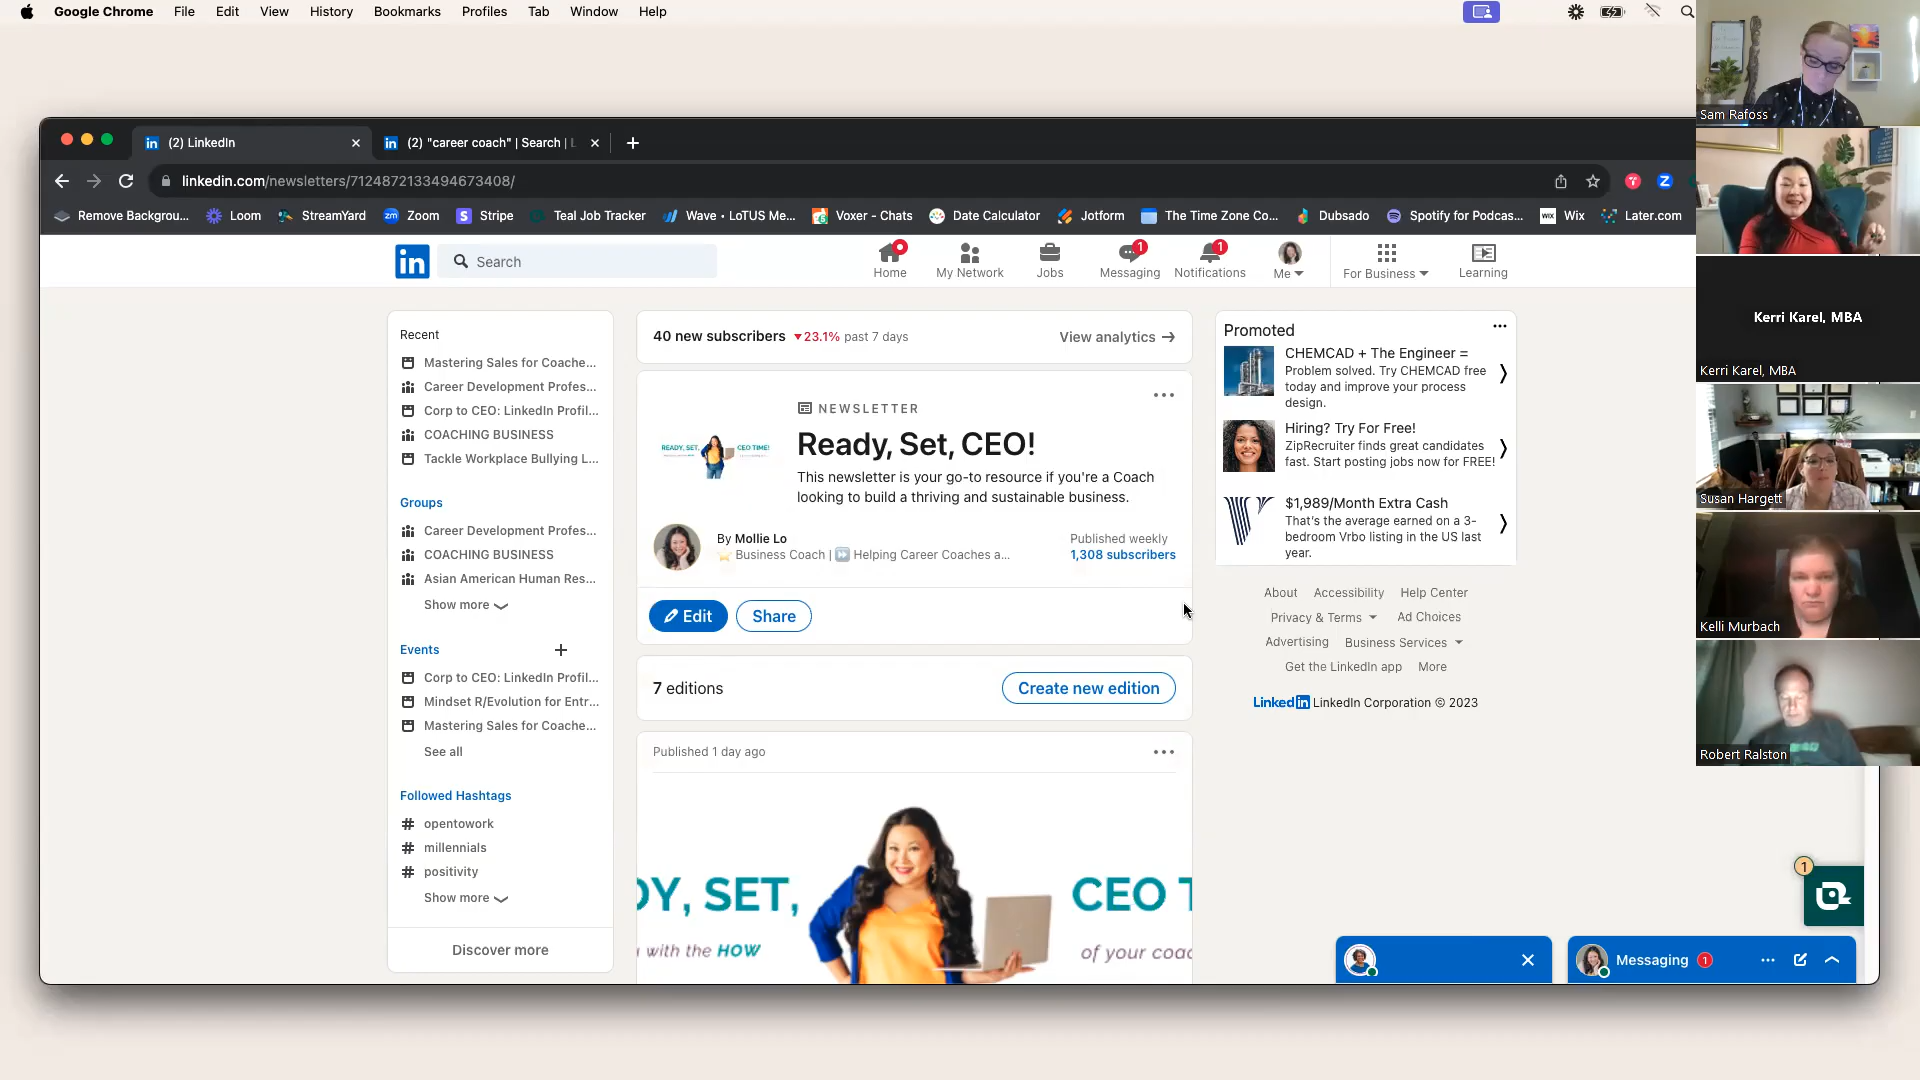 Google Chrome File Edit View History Bookmarks Profiles Tab Window Help
(2) LinkedIn
(2) "career coach" | Search |
linkedin.com/newsletters/7124872133494673408/
Remove Backgrou... Loom StreamYard Zoom Stripe Teal Job Tracker Wave • LoTUS Me... Voxer - Chats Date Calculator Jotform The Time Zone Co... Dubsado Spotify for Podcas... Wix Later.com
Search
Home
My Network
Jobs
1
Messaging
1
Notifications
Me
For Business
Learning
Recent
Mastering Sales for Coache...
Career Development Profes...
Corp to CEO: LinkedIn Profil...
COACHING BUSINESS
Tackle Workplace Bullying L...
Groups
Career Development Profes...
COACHING BUSINESS
Asian American Human Res...
Show more
Events
Corp to CEO: LinkedIn Profil...
Mindset R/Evolution for Entr...
Mastering Sales for Coache...
See all
Followed Hashtags
# opentowork
# millennials
# positivity
Show more
Discover more
40 new subscribers ▼23.1% past 7 days
View analytics →
NEWSLETTER
READY, SET, CEO TIME!
Ready, Set, CEO!
This newsletter is your go-to resource if you're a Coach
looking to build a thriving and sustainable business.
By Mollie Lo
Business Coach | Helping Career Coaches a...
Published weekly
1,308 subscribers
Edit
Share
7 editions
Create new edition
Published 1 day ago
DY, SET, CEO T
with the HOW of your coac
Promoted
CHEMCAD + The Engineer =
Problem solved. Try CHEMCAD free
today and improve your process
design.
Hiring? Try For Free!
ZipRecruiter finds great candidates
fast. Start posting jobs now for FREE!
$1,989/Month Extra Cash
That's the average earned on a 3-
bedroom Vrbo listing in the US last
year.
About Accessibility Help Center
Privacy & Terms Ad Choices
Advertising Business Services
Get the LinkedIn app More
LinkedIn LinkedIn Corporation © 2023
1
Messaging 1
Sam Rafoss
Kerri Karel, MBA
Kerri Karel, MBA
Susan Hargett
Kelli Murbach
Robert Ralston